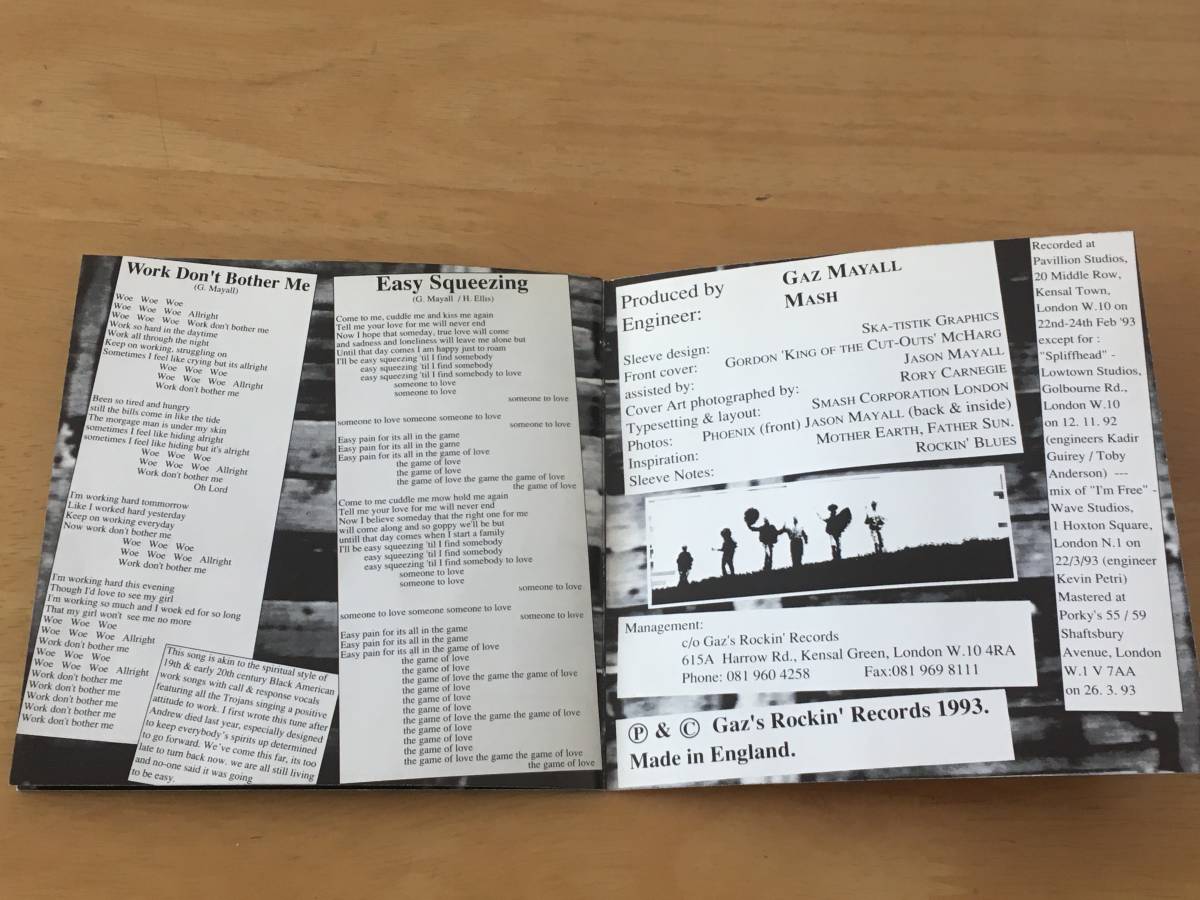 Work Don't Bother Me
(G. Mayall)
Woe Woe Woe
Woe Woe Woe Allright
Woe Woe Woe Work don't bother me
Work so hard in the daytime
Work all through the night
Keep on working, struggling on
Sometimes I feel like crying but its allright
Woe Woe Woe
Woe Woe Woe Allright
Work don't bother me
Been so tired and hungry
still the bills come in like the tide
The morgage man is under my skin
sometimes I feel like hiding alright
sometimes I feel like hiding but it's alright
Woe Woe Woe
Woe Woe Woe Allright
Work don't bother me
Oh Lord
I'm working hard tommorrow
Like I worked hard yesterday
Keep on working everyday
Now work don't bother me
Woe Woe Woe
Woe Woe Woe Allright
Work don't bother me
I'm working hard this evening
Though I'd love to see my girl
I'm working so much and I woek ed for so long
That my girl won't see me no more
Woe Woe Woe
Woe Woe Woe Allright
Work don't bother me
Woe Woe Woe
Woe Woe Woe Allright
Work don't bother me
Work don't bother me
Work don't bother me
Work don't bother me
Work don't bother me
This song is akin to the spiritual style of
19th & early 20th century Black American
work songs with call & response vocals
featuring all the Trojans singing a positive
attitude to work. I first wrote this tune after
Andrew died last year, especially designed
to keep everybody's spirits up determined
to go forward. We've come this far, its too
late to turn back now. we are all still living
and no-one said it was going
to be easy.
Easy Squeezing
(G. Mayall / H. Ellis)
Come to me, cuddle me and kiss me again
Tell me your love for me will never end
Now I hope that someday, true love will come
and sadness and loneliness will leave me alone but
Until that day comes I am happy just to roam
I'll be easy squeezing 'til I find somebody
easy squeezing 'til I find somebody
easy squeezing 'til I find somebody to love
someone to love
someone to love
someone to love
someone to love someone someone to love
someone to love
Easy pain for its all in the game
Easy pain for its all in the game
Easy pain for its all in the game of love
the game of love
the game of love
the game of love the game the game of love
the game of love
Come to me cuddle me mow hold me again
Tell me your love for me will never end
Now I believe someday that the right one for me
will come along and so goppy we'll be but
untill that day comes when I start a family
I'll be easy squeezing 'til I find somebody
easy squeezing 'til I find somebody
easy squeezing 'til I find somebody to love
someone to love
someone to love
someone to love
someone to love someone someone to love
someone to love
Easy pain for its all in the game
Easy pain for its all in the game
Easy pain for its all in the game of love
the game of love
the game of love
the game of love the game the game of love
the game of love
the game of love
the game of love
the game of love the game the game of love
the game of love
the game of love
the game of love
the game of love the game the game of love
the game of love
Produced by GAZ MAYALL
Engineer: MASH
Sleeve design: SKA-TISTIK GRAPHICS
Front cover: GORDON 'KING OF THE CUT-OUTS' MCHARG
assisted by: JASON MAYALL
Cover Art photographed by: RORY CARNEGIE
Typesetting & layout: SMASH CORPORATION LONDON
Photos: PHOENIX (front) JASON MAYALL (back & inside)
Inspiration: MOTHER EARTH, FATHER SUN.
Sleeve Notes: ROCKIN' BLUES
Management:
c/o Gaz's Rockin' Records
615A Harrow Rd., Kensal Green, London W.10 4RA
Phone: 081 960 4258 Fax:081 969 8111
Ⓟ & © Gaz's Rockin' Records 1993.
Made in England.
Recorded at
Pavillion Studios,
20 Middle Row,
Kensal Town,
London W.10 on
22nd-24th Feb '93
except for :
"Spliffhead" -
Lowtown Studios,
Golbourne Rd.,
London W.10
on 12. 11. 92
(engineers Kadir
Guirey / Toby
Anderson) ---
mix of "I'm Free" -
Wave Studios,
1 Hoxton Square,
London N.1 on
22/3/93 (engineer
Kevin Petri)
Mastered at
Porky's 55 / 59
Shaftsbury
Avenue, London
W.1 V 7AA
on 26. 3. 93